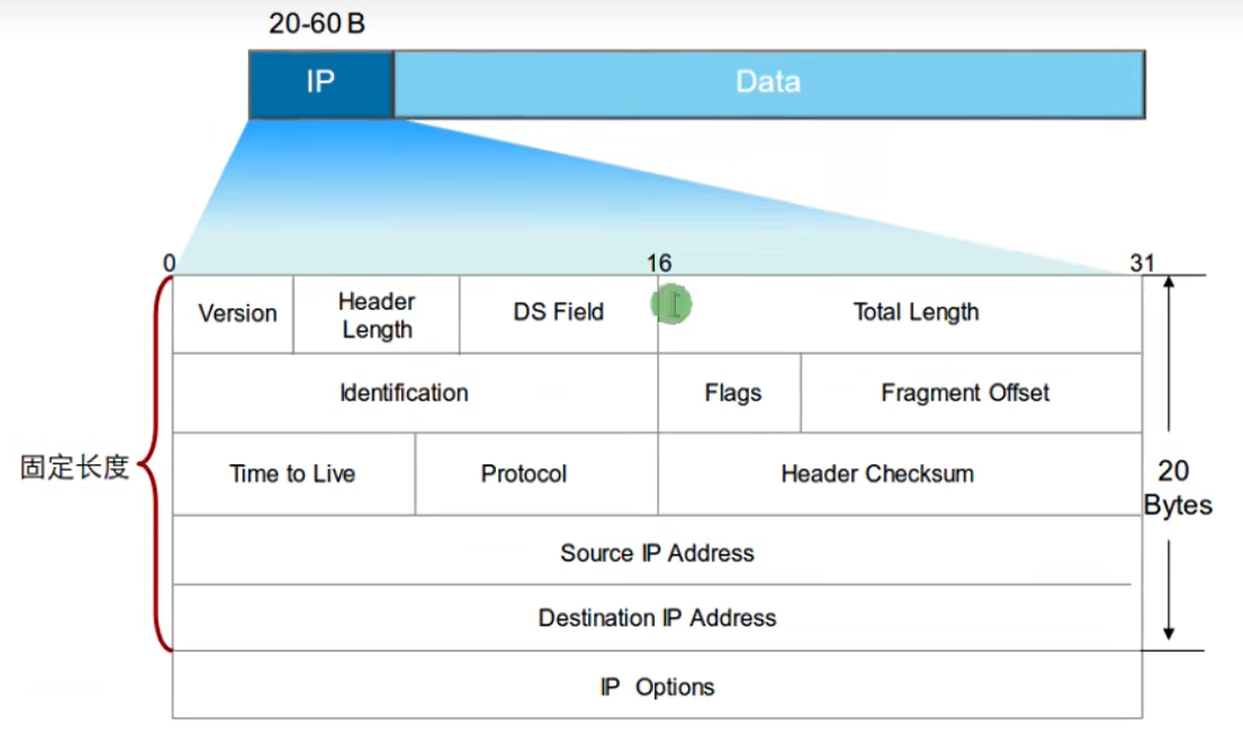 20-60 B
IP
Data
0
16
31
Version
Header
Length
DS Field
Total Length
Identification
Flags
Fragment Offset
固定长度
Time to Live
Protocol
Header Checksum
20
Bytes
Source IP Address
Destination IP Address
IP Options